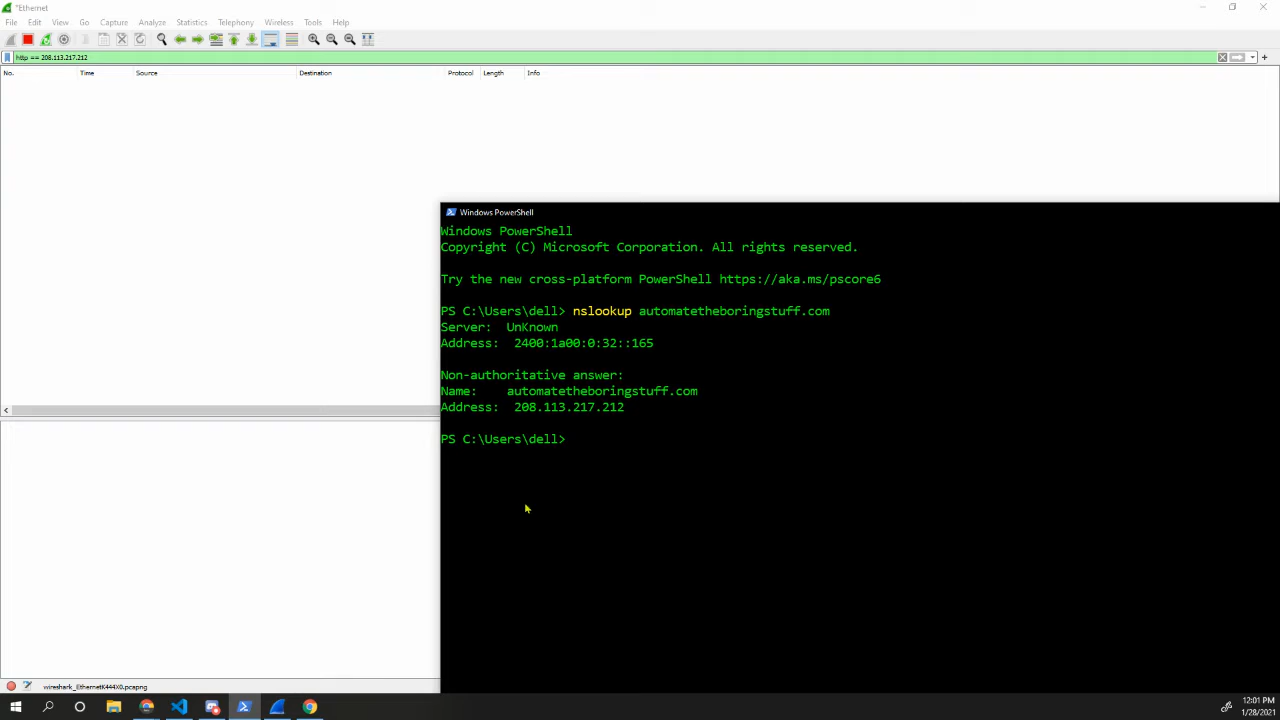 *Ethernet
File Edit View Go Capture Analyze Statistics Telephony Wireless Tools Help
http == 208.113.217.212
No. Time Source Destination Protocol Length Info
Windows PowerShell
Windows PowerShell
Copyright (C) Microsoft Corporation. All rights reserved.
Try the new cross-platform PowerShell https://aka.ms/pscore6
PS C:\Users\dell> nslookup automatetheboringstuff.com
Server: UnKnown
Address: 2400:1a00:0:32::165
Non-authoritative answer:
Name: automatetheboringstuff.com
Address: 208.113.217.212
PS C:\Users\dell>
wireshark_EthernetK444X0.pcapng
12:01 PM
1/28/2021